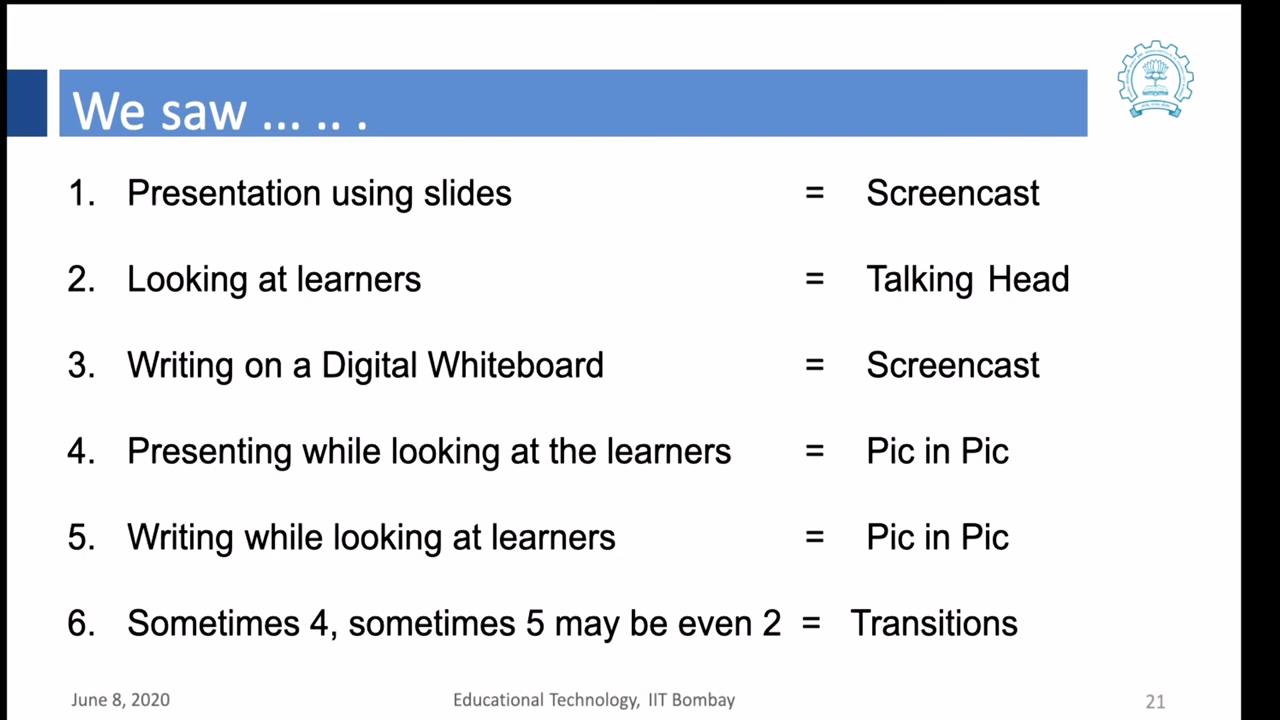 We saw ... .. .
1. Presentation using slides = Screencast
2. Looking at learners = Talking Head
3. Writing on a Digital Whiteboard = Screencast
4. Presenting while looking at the learners = Pic in Pic
5. Writing while looking at learners = Pic in Pic
6. Sometimes 4, sometimes 5 may be even 2 = Transitions
June 8, 2020 Educational Technology, IIT Bombay 21